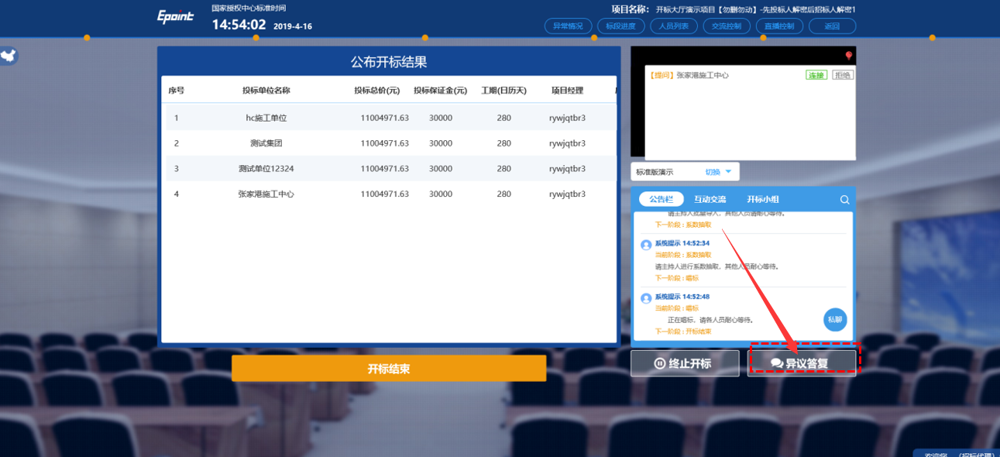 Epoint
国家授权中心标准时间
14:54:02 2019-4-16
项目名称: 开标大厅演示项目【勿删勿动】-先投标人解密后招标人解密1
异常情况 标段进度 人员列表 交流控制 直播控制 返回
公布开标结果
序号 投标单位名称 投标总价(元) 投标保证金(元) 工期(日历天) 项目经理
1 hc施工单位 11004971.63 30000 280 rywjqtbr3
2 测试集团 11004971.63 30000 280 rywjqtbr3
3 测试单位12324 11004971.63 30000 280 rywjqtbr3
4 张家港施工中心 11004971.63 30000 280 rywjqtbr3
开标结束
【提问】张家港施工中心 连接 拒绝
标准版演示 切换
公告栏 互动交流 开标小组
请主持人批量导入，其他人员请耐心等待。
下一阶段：系数抽取
系统提示 14:52:34
当前阶段：系数抽取
请主持人进行系数抽取，其他人员耐心等待。
下一阶段：唱标
系统提示 14:52:48
当前阶段：唱标
正在唱标，请各人员耐心等待。
下一阶段：开标结束
私聊
终止开标 异议答复